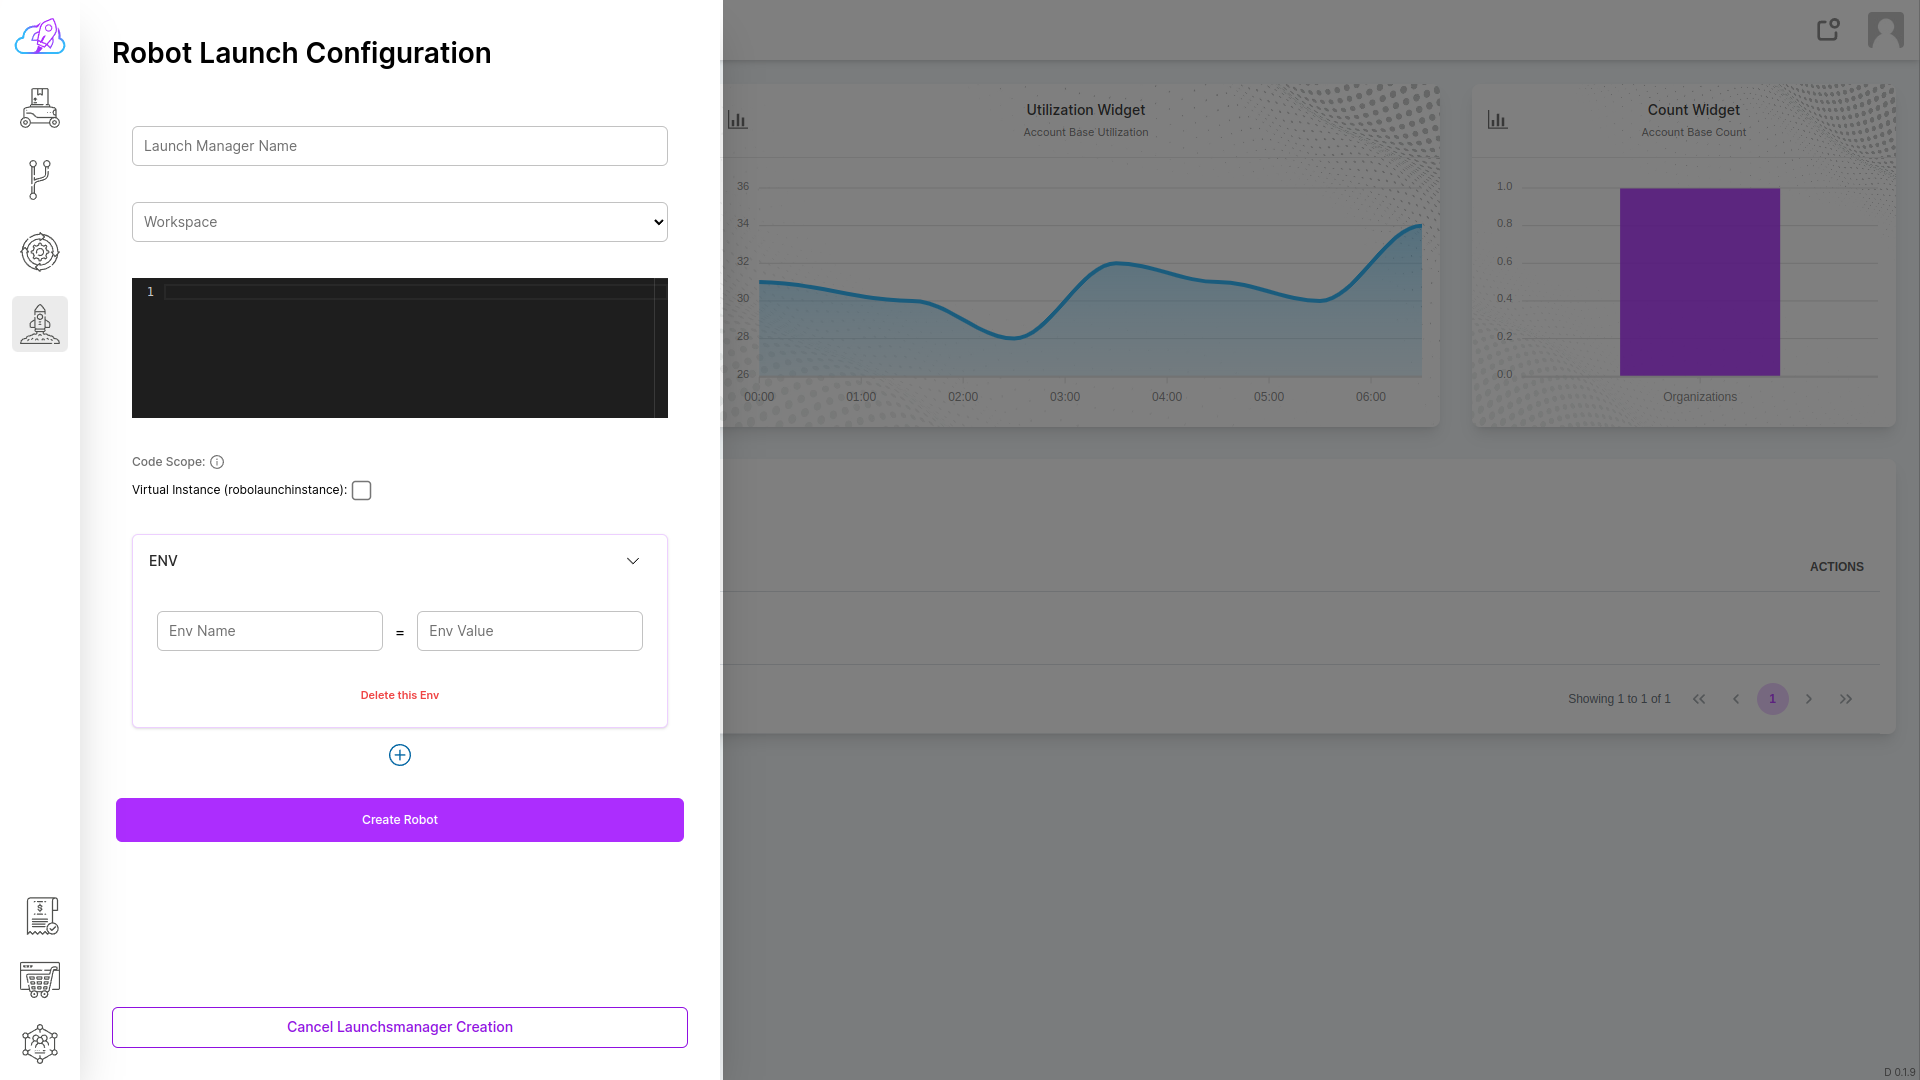 Robot Launch Configuration
Launch Manager Name
Workspace
1
Code Scope:
Virtual Instance (robolaunchinstance):
ENV
Env Name = Env Value
Delete this Env
Create Robot
Cancel Launchsmanager Creation
Utilization Widget
Account Base Utilization
36
34
32
30
28
26
00:00 01:00 02:00 03:00 04:00 05:00 06:00
Count Widget
Account Base Count
1.0
0.8
0.6
0.4
0.2
0.0
Organizations
ACTIONS
Showing 1 to 1 of 1
1
D 0.1.9